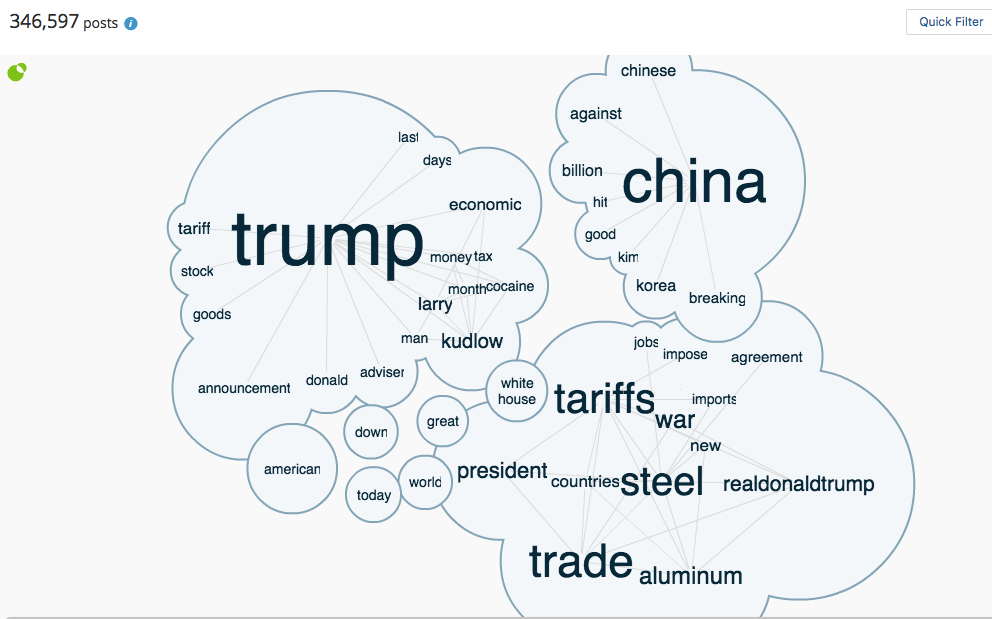 346,597 posts
Quick Filter
chinese
against
last
days
billion
china
hit
economic
tariff
trump
good
money tax
kim
stock
month cocaine
korea
larry
breaking
goods
man kudlow
jobs
impose
agreement
adviser
donald
announcement
white
house
tariffs
imports
war
great
down
new
american
president
world
countries
steel
realdonaldtrump
today
trade
aluminum